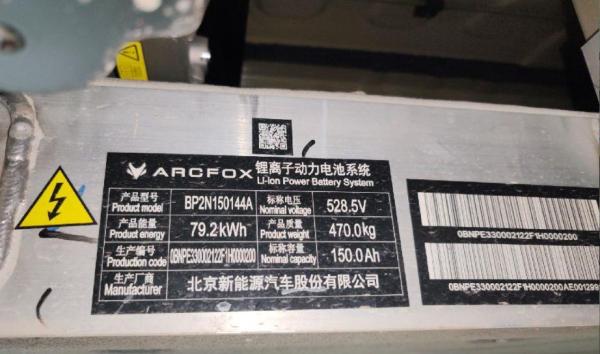 ARCFOX 锂离子动力电池系统
Li-ion Power Battery System
产品型号 BP2N150144A 标称电压 528.5V
Product model Nominal voltage
产品能量 79.2kWh 产品质量 470.0kg
Product energy Product weight
生产编号 0BNPE330002122F1H0000200 标称容量 150.0Ah
Production code Nominal capacity
生产厂商 北京新能源汽车股份有限公司
Manufacturer
0BNPE330002122F1H0000200
0BNPE330002122F1H0000200AE001299